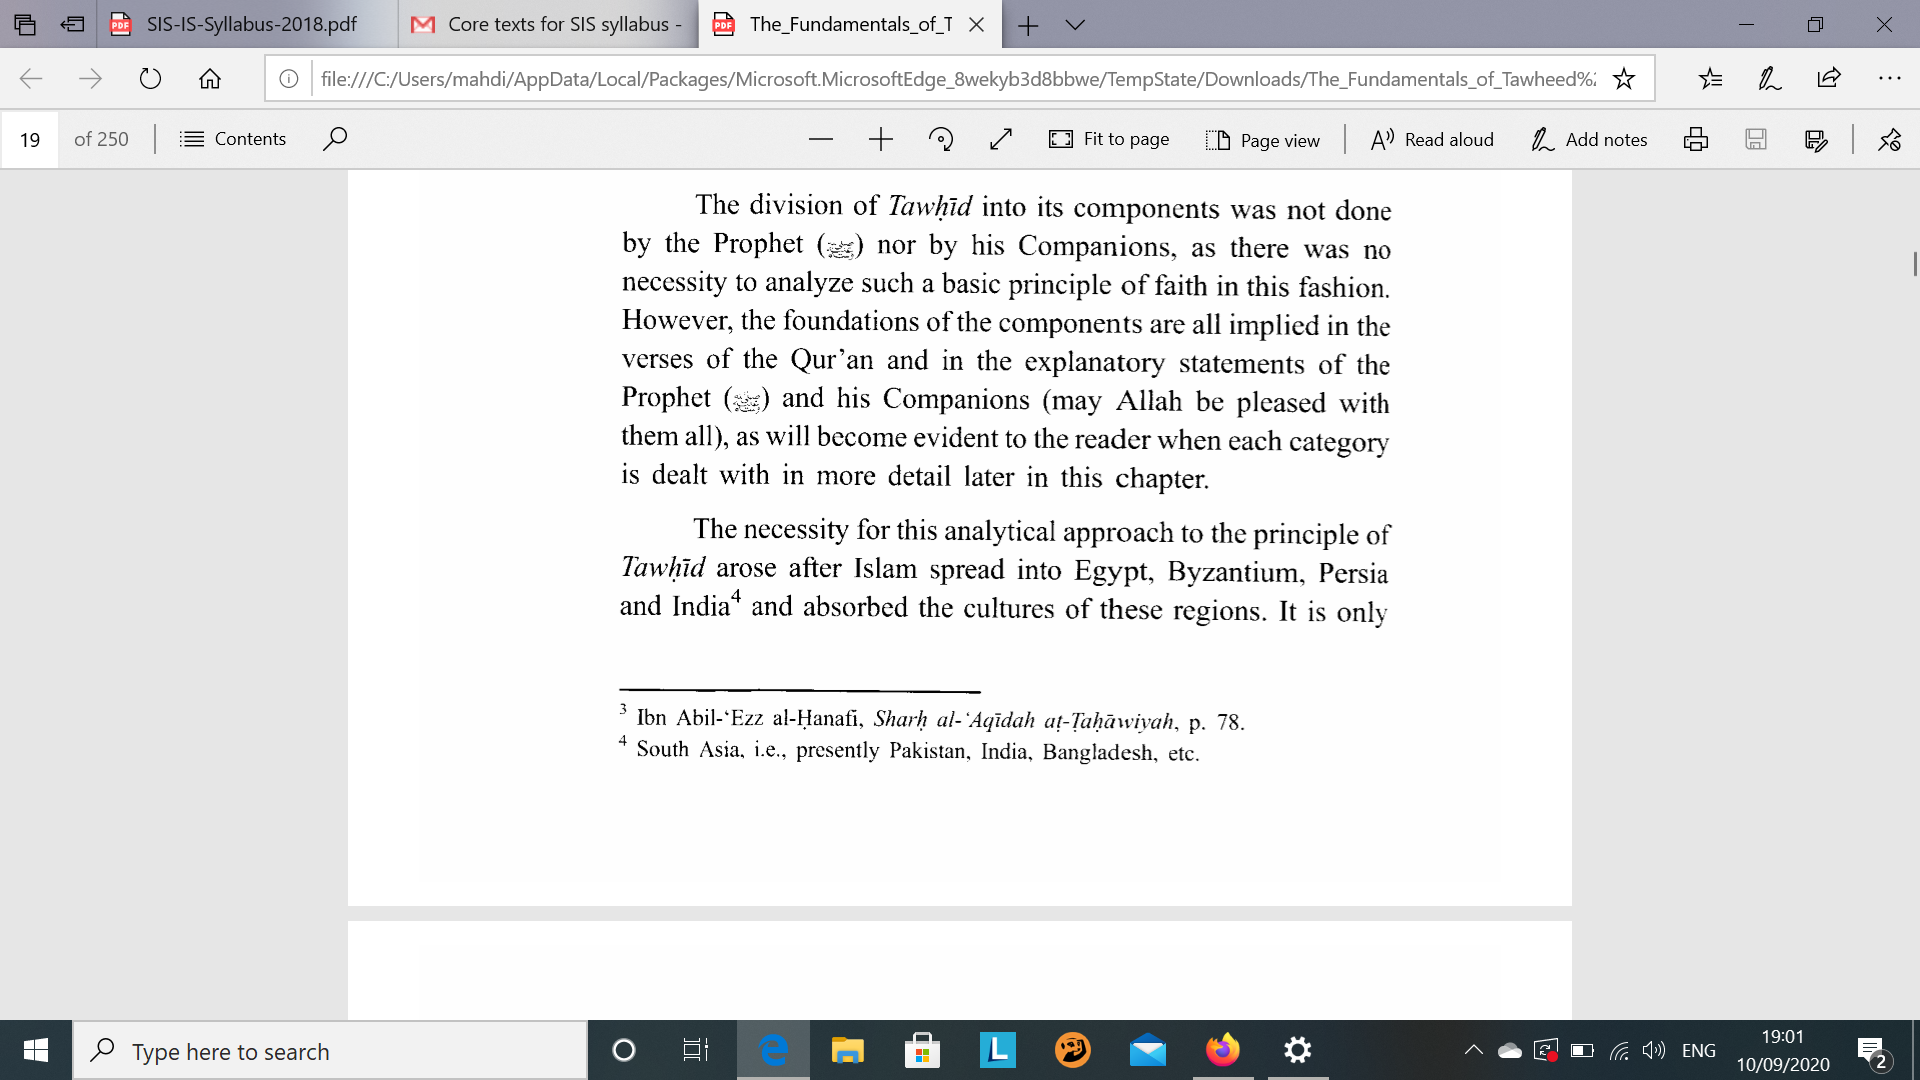 SIS-IS-Syllabus-2018.pdf
Core texts for SIS syllabus -
The_Fundamentals_of_T
file:///C:/Users/mahdi/AppData/Local/Packages/Microsoft.MicrosoftEdge_8wekyb3d8bbwe/TempState/Downloads/The_Fundamentals_of_Tawheed%2
19 of 250
Contents
Fit to page
Page view
Read aloud
Add notes
The division of Tawḥīd into its components was not done
by the Prophet (ﷺ) nor by his Companions, as there was no
necessity to analyze such a basic principle of faith in this fashion.
However, the foundations of the components are all implied in the
verses of the Qur’an and in the explanatory statements of the
Prophet (ﷺ) and his Companions (may Allah be pleased with
them all), as will become evident to the reader when each category
is dealt with in more detail later in this chapter.
The necessity for this analytical approach to the principle of
Tawḥīd arose after Islam spread into Egypt, Byzantium, Persia
and India4 and absorbed the cultures of these regions. It is only
3 Ibn Abil-‘Ezz al-Ḥanafi, Sharḥ al-‘Aqīdah aṭ-Ṭaḥāwiyah, p. 78.
4 South Asia, i.e., presently Pakistan, India, Bangladesh, etc.
Type here to search
ENG
19:01
10/09/2020
2